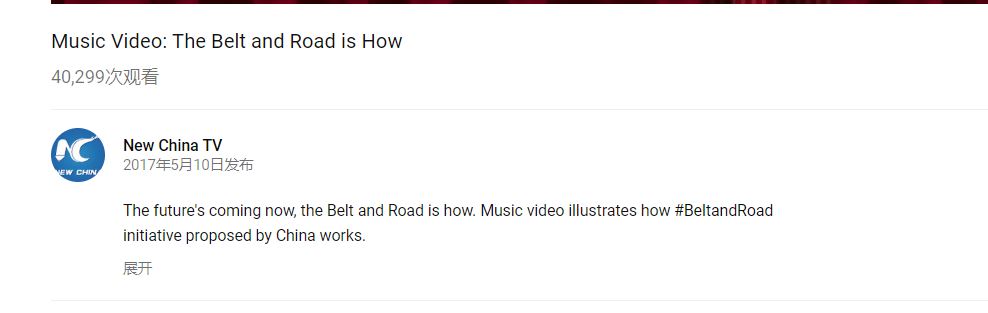 Music Video: The Belt and Road is How
40,299次观看
NC
NEW CHINA
New China TV
2017年5月10日发布
The future's coming now, the Belt and Road is how. Music video illustrates how #BeltandRoad
initiative proposed by China works.
展开